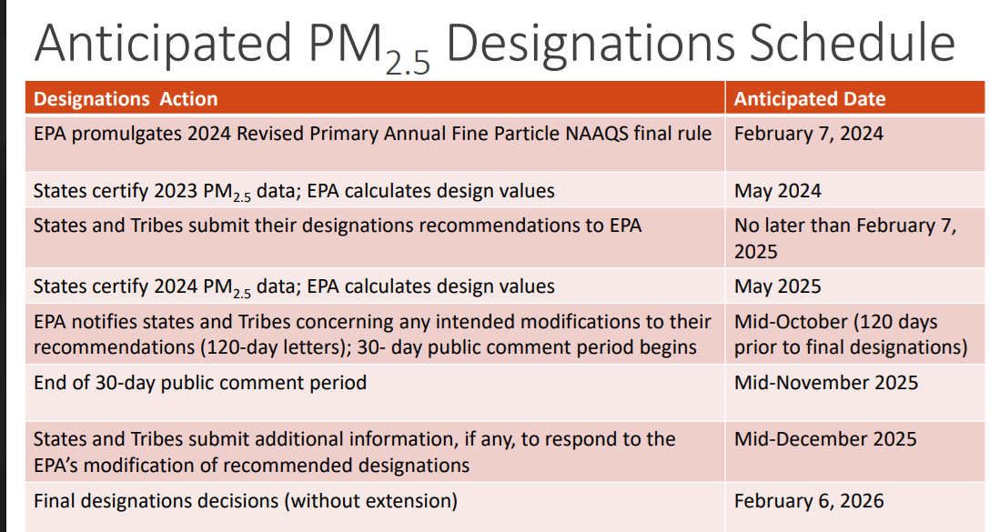 Anticipated PM2.5 Designations Schedule
Designations  Action
Anticipated Date
EPA promulgates 2024 Revised Primary Annual Fine Particle NAAQS final rule
February 7, 2024
States certify 2023 PM2.5 data; EPA calculates design values
May 2024
States and Tribes submit their designations recommendations to EPA
No later than February 7,
2025
States certify 2024 PM2.5 data; EPA calculates design values
May 2025
EPA notifies states and Tribes concerning any intended modifications to their
recommendations (120-day letters); 30- day public comment period begins
Mid-October (120 days
prior to final designations)
End of 30-day public comment period
Mid-November 2025
States and Tribes submit additional information, if any, to respond to the
EPA’s modification of recommended designations
Mid-December 2025
Final designations decisions (without extension)
February 6, 2026